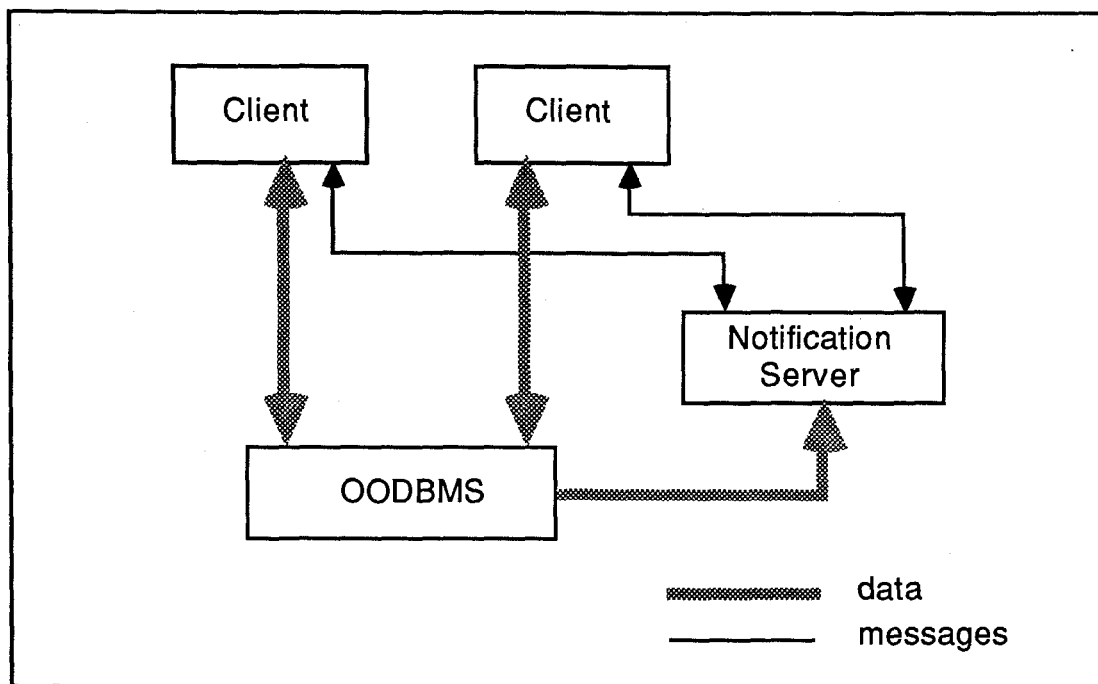 Client
Client
Notification
Server
OODBMS
data
messages